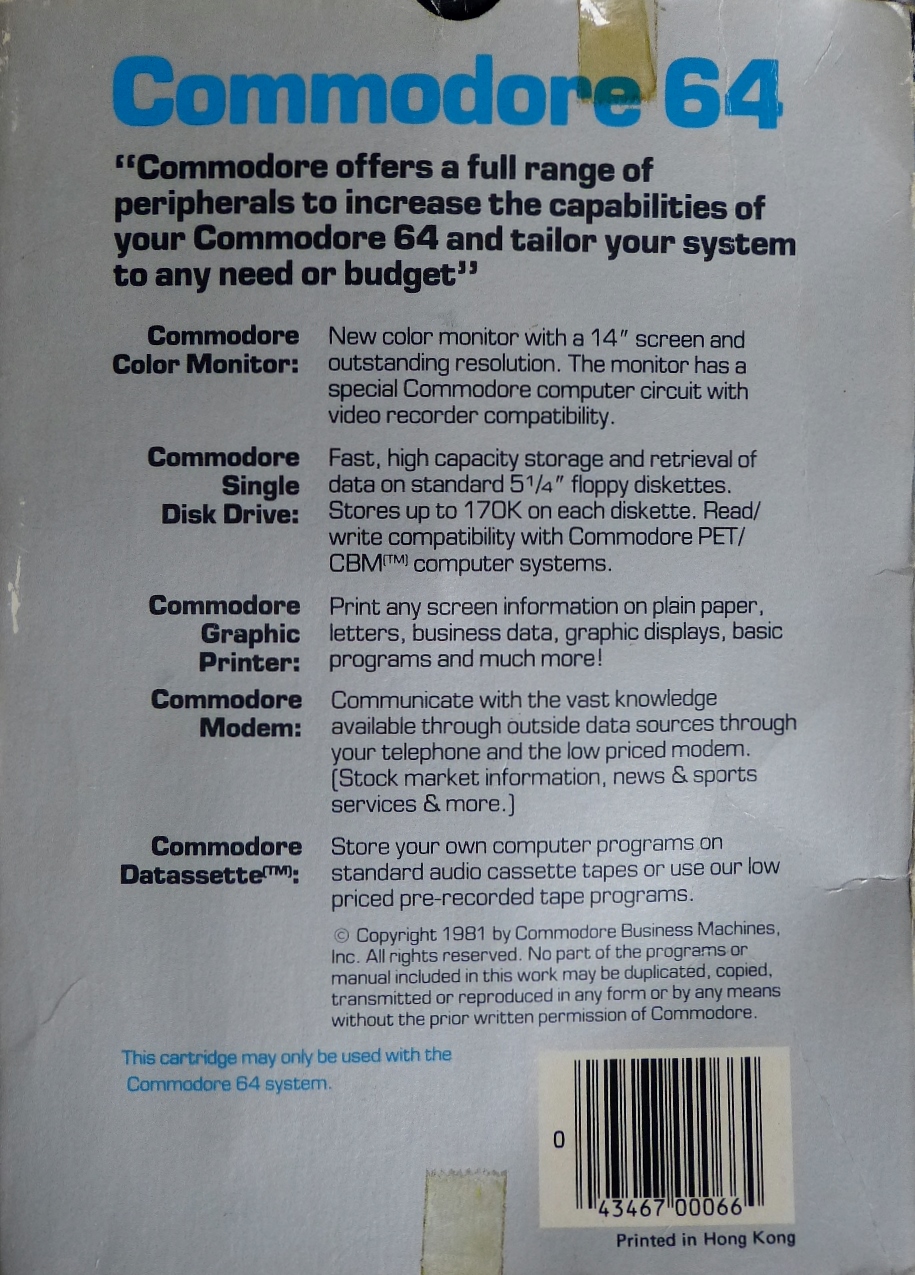 Commodore 64
“Commodore offers a full range of
peripherals to increase the capabilities of
your Commodore 64 and tailor your system
to any need or budget”
Commodore
Color Monitor:
New color monitor with a 14″ screen and
outstanding resolution. The monitor has a
special Commodore computer circuit with
video recorder compatibility.
Commodore
Single
Disk Drive:
Fast, high capacity storage and retrieval of
data on standard 5¹/₄″ floppy diskettes.
Stores up to 170K on each diskette. Read/
write compatibility with Commodore PET/
CBM(TM) computer systems.
Commodore
Graphic
Printer:
Print any screen information on plain paper,
letters, business data, graphic displays, basic
programs and much more!
Commodore
Modem:
Communicate with the vast knowledge
available through outside data sources through
your telephone and the low priced modem.
(Stock market information, news & sports
services & more.)
Commodore
Datassette(TM):
Store your own computer programs on
standard audio cassette tapes or use our low
priced pre-recorded tape programs.
© Copyright 1981 by Commodore Business Machines,
Inc. All rights reserved. No part of the programs or
manual included in this work may be duplicated, copied,
transmitted or reproduced in any form or by any means
without the prior written permission of Commodore.
This cartridge may only be used with the
Commodore 64 system.
0 43467 00066
Printed in Hong Kong